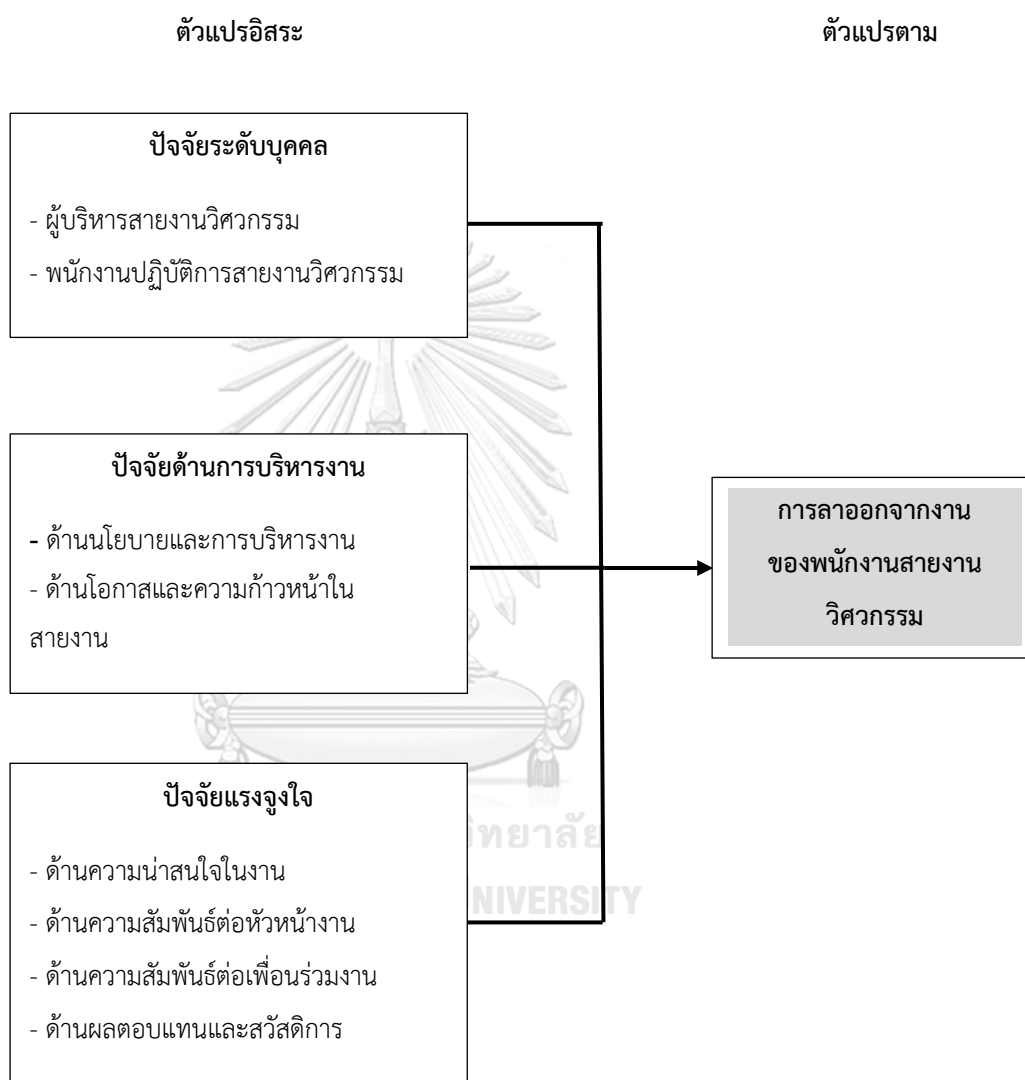 ตัวแปรอิสระ
ตัวแปรตาม
ปัจจัยระดับบุคคล
- ผู้บริหารสายงานวิศวกรรม
- พนักงานปฏิบัติการสายงานวิศวกรรม
ปัจจัยด้านการบริหารงาน
- ด้านนโยบายและการบริหารงาน
- ด้านโอกาสและความก้าวหน้าใน
สายงาน
การลาออกจากงาน
ของพนักงานสายงาน
วิศวกรรม
ปัจจัยแรงจูงใจ
- ด้านความน่าสนใจในงาน
- ด้านความสัมพันธ์ต่อหัวหน้างาน
- ด้านความสัมพันธ์ต่อเพื่อนร่วมงาน
- ด้านผลตอบแทนและสวัสดิการ